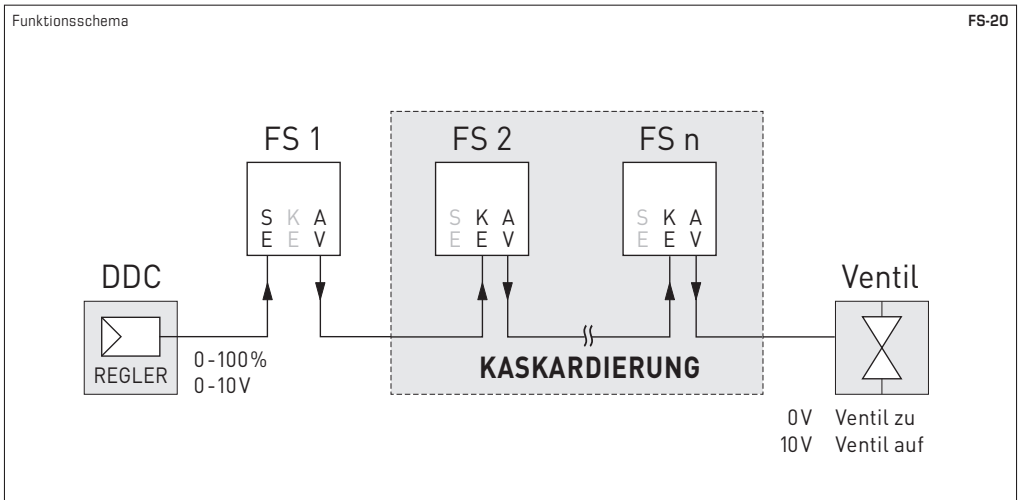 Funktionsschema FS-20
FS 1 FS 2 FS n
S K A S K A S K A
E E V E E V E E V
DDC Ventil
REGLER
0-100%
0-10V
KASKARDIERUNG
0V Ventil zu
10V Ventil auf